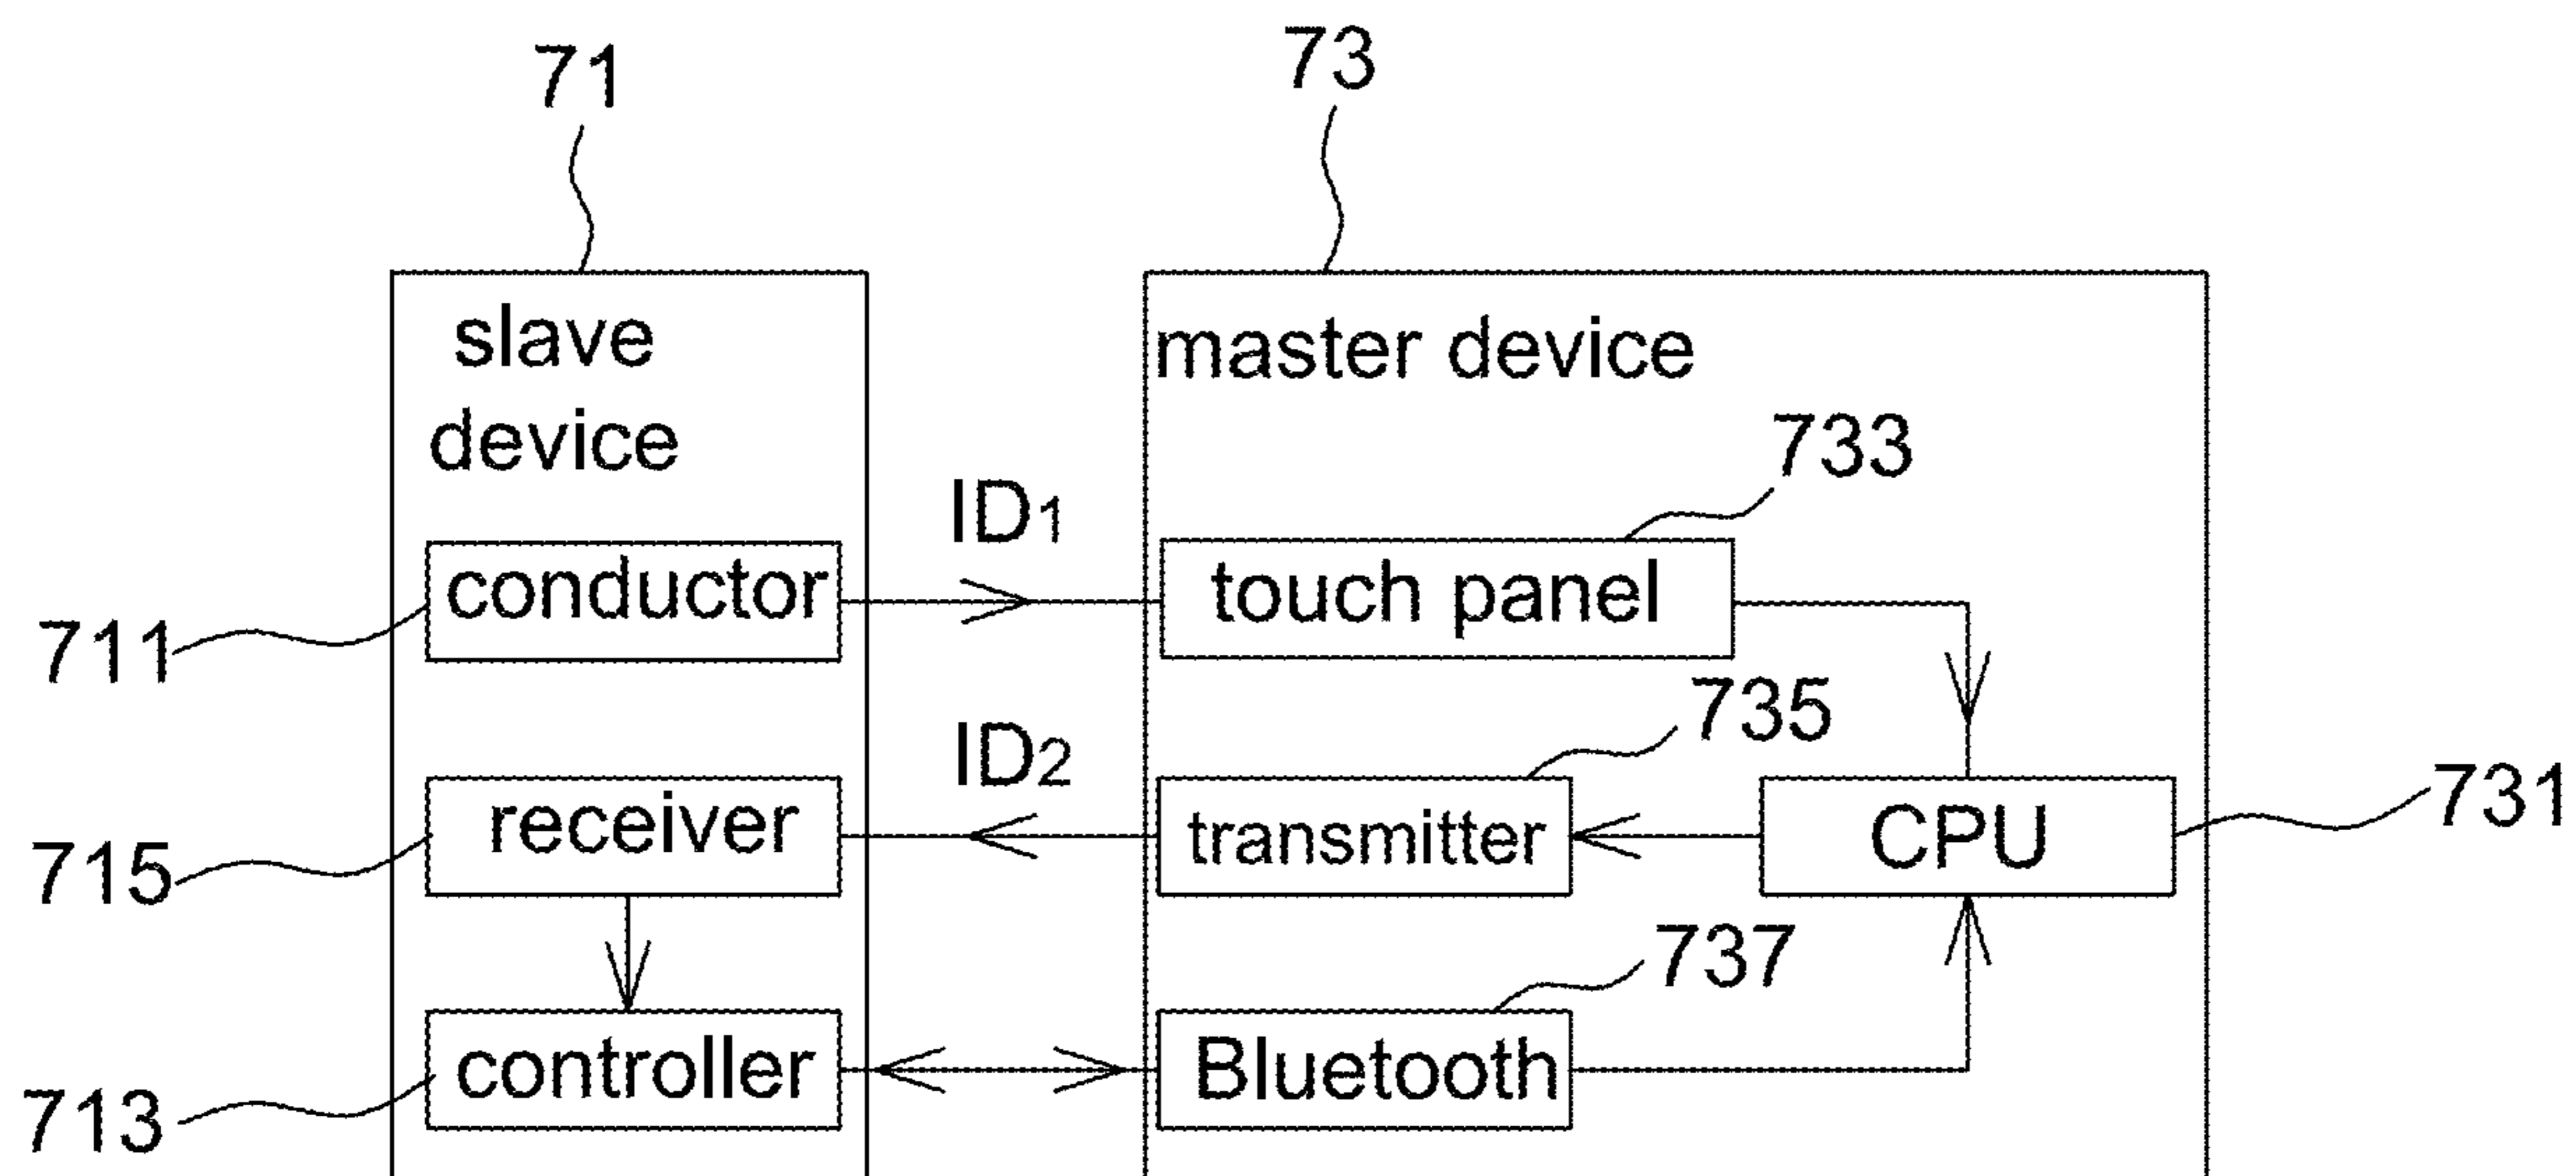 71
73
slave
device
master device
733
ID1
conductor
touch panel
711
735
ID2
731
receiver
transmitter
CPU
715
737
controller
Bluetooth
713